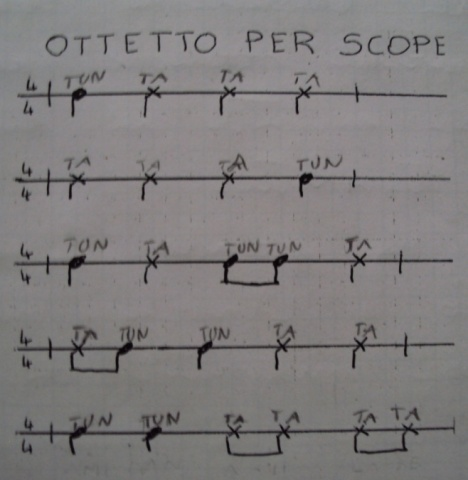 OTTETTO PER SCOPE
4/4 TUN TA TA TA
4/4 TA TA TA TUN
4/4 TUN TA TUN TUN TA
4/4 TA TUN TUN TA TA
4/4 TUN TUN TA TA TA TA